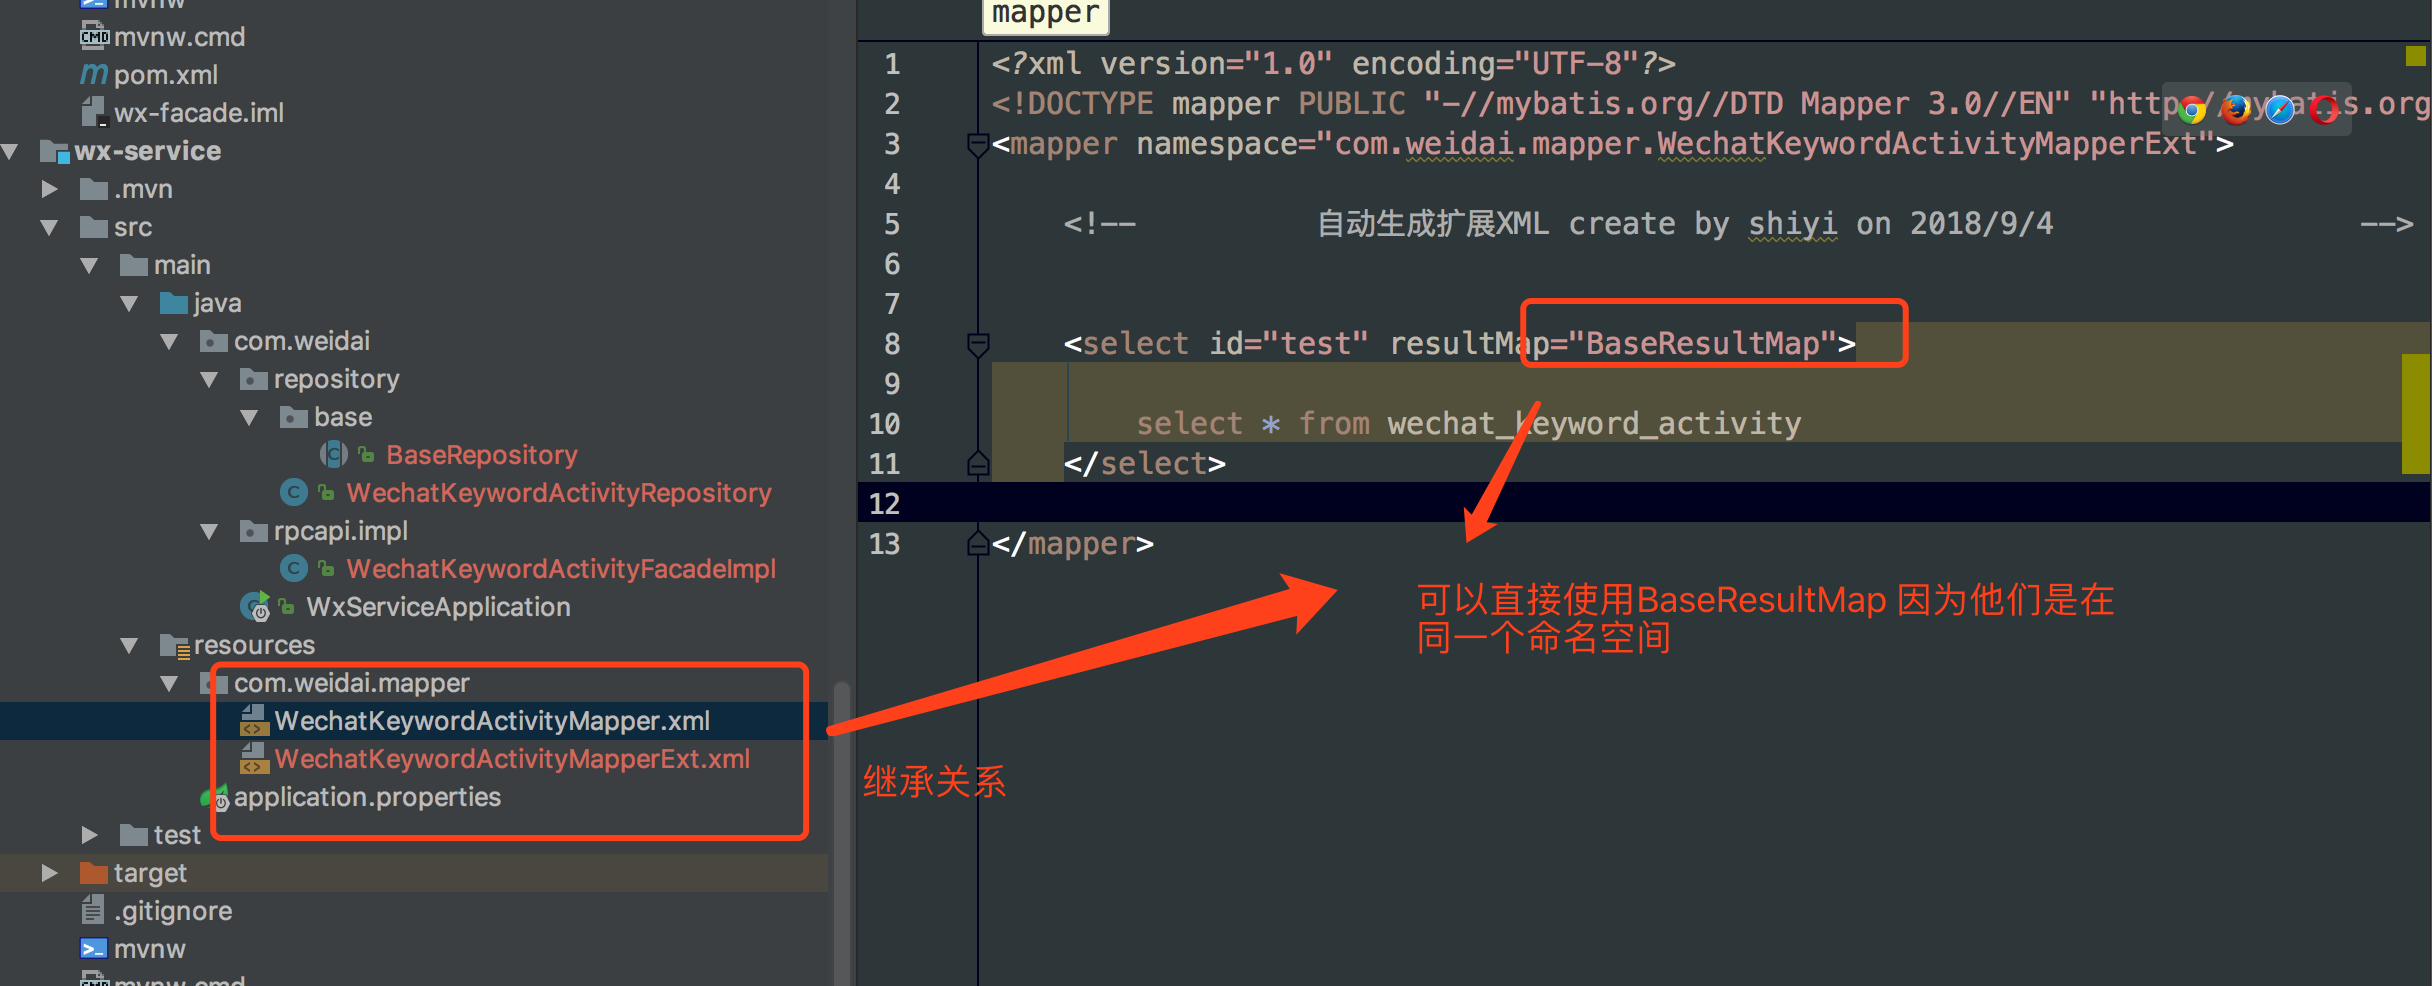 mvnw
mvnw.cmd
pom.xml
wx-facade.iml
wx-service
.mvn
src
main
java
com.weidai
repository
base
BaseRepository
WechatKeywordActivityRepository
rpcapi.impl
WechatKeywordActivityFacadeImpl
WxServiceApplication
resources
com.weidai.mapper
WechatKeywordActivityMapper.xml
WechatKeywordActivityMapperExt.xml
application.properties
test
target
.gitignore
mvnw
mvnw.cmd
mapper
1 <?xml version="1.0" encoding="UTF-8"?>
2 <!DOCTYPE mapper PUBLIC "-//mybatis.org//DTD Mapper 3.0//EN" "http://mybatis.org
3 <mapper namespace="com.weidai.mapper.WechatKeywordActivityMapperExt">
4
5 <!-- 自动生成扩展XML create by shiyi on 2018/9/4 -->
6
7
8 <select id="test" resultMap="BaseResultMap">
9
10 select * from wechat_keyword_activity
11 </select>
12
13 </mapper>
可以直接使用BaseResultMap 因为他们是在
同一个命名空间
继承关系